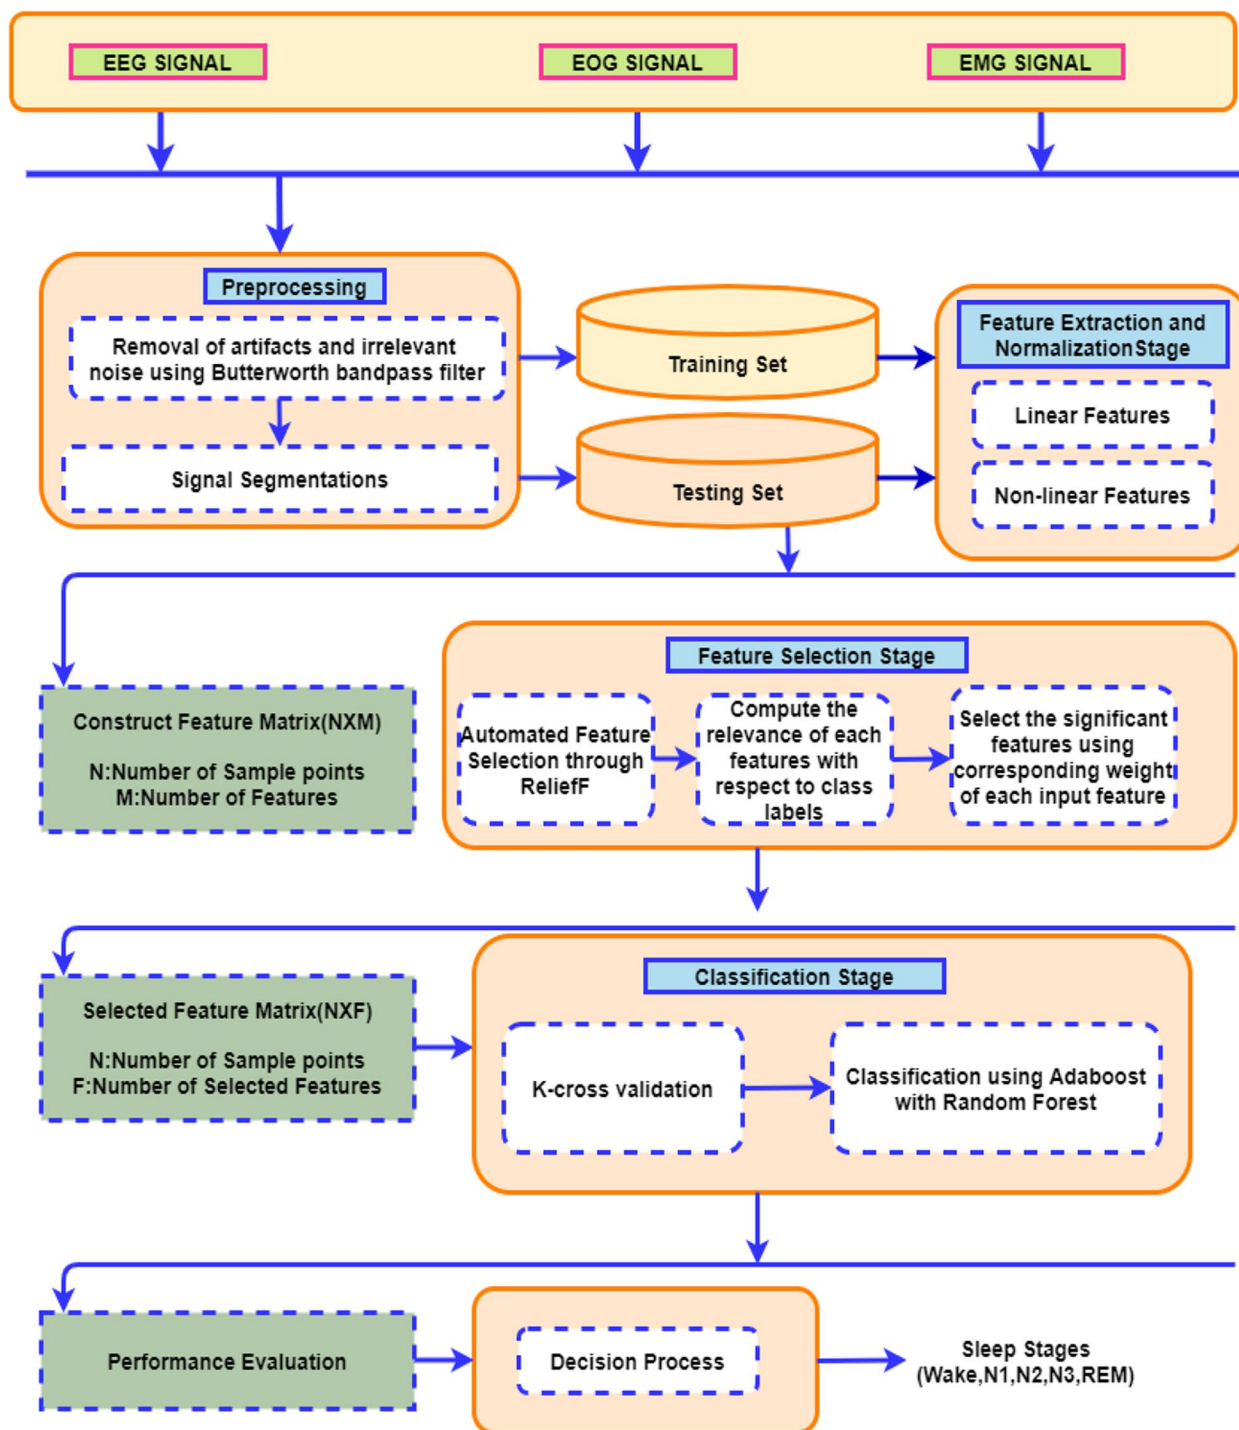 EEG SIGNAL
EOG SIGNAL
EMG SIGNAL
Preprocessing
Removal of artifacts and irrelevant
noise using Butterworth bandpass filter
Signal Segmentations
Training Set
Testing Set
Feature Extraction and
NormalizationStage
Linear Features
Non-linear Features
Construct Feature Matrix(NXM)
N:Number of Sample points
M:Number of Features
Feature Selection Stage
Automated Feature
Selection through
ReliefF
Compute the
relevance of each
features with
respect to class
labels
Select the significant
features using
corresponding weight
of each input feature
Selected Feature Matrix(NXF)
N:Number of Sample points
F:Number of Selected Features
Classification Stage
K-cross validation
Classification using Adaboost
with Random Forest
Performance Evaluation
Decision Process
Sleep Stages
(Wake,N1,N2,N3,REM)